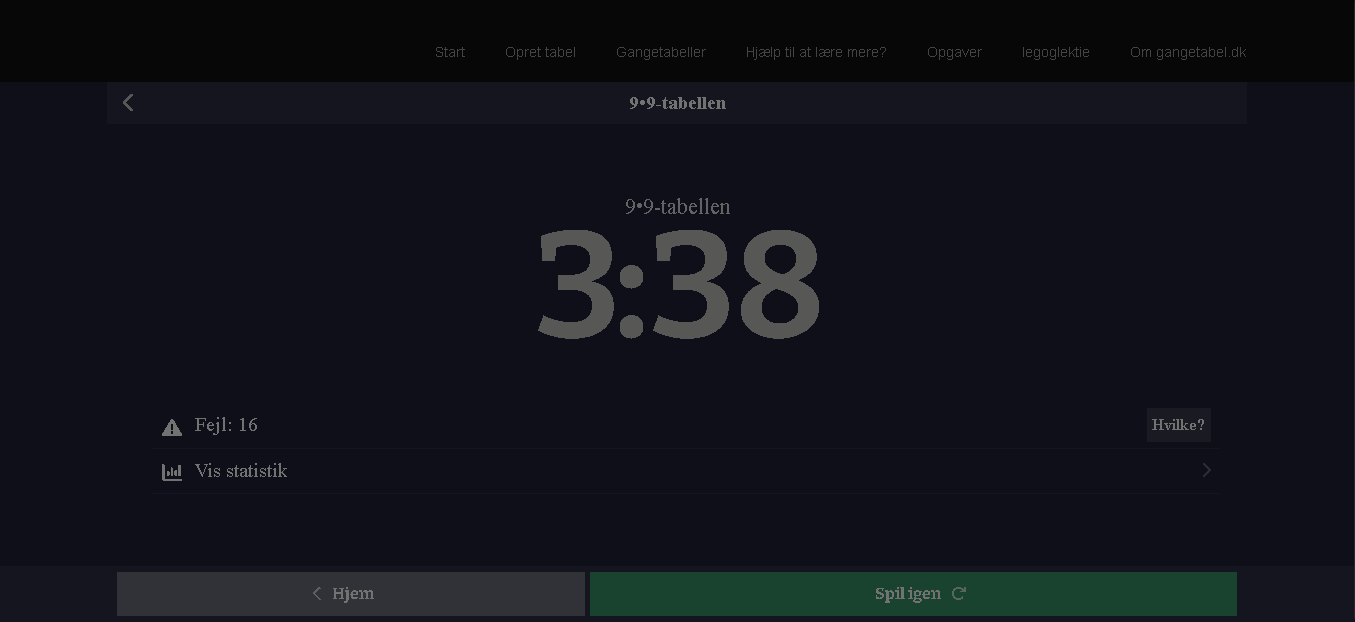 Start Opret tabel Gangetabeller Hjælp til at lære mere? Opgaver legoglektie Om gangetabel.dk
9•9-tabellen
9•9-tabellen
3:38
Fejl: 16 Hvilke?
Vis statistik
Hjem Spil igen